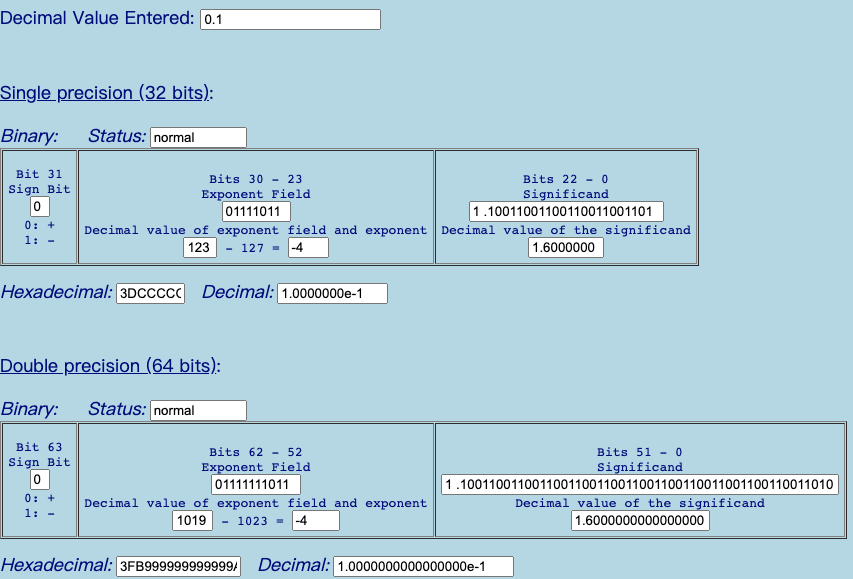 Decimal Value Entered: 0.1
Single precision (32 bits):
Binary: Status: normal
Bit 31
Sign Bit
0
0: +
1: -
Bits 30 - 23
Exponent Field
01111011
Decimal value of exponent field and exponent
123 - 127 = -4
Bits 22 - 0
Significand
1 .10011001100110011001101
Decimal value of the significand
1.6000000
Hexadecimal: 3DCCCCC Decimal: 1.0000000e-1
Double precision (64 bits):
Binary: Status: normal
Bit 63
Sign Bit
0
0: +
1: -
Bits 62 - 52
Exponent Field
01111111011
Decimal value of exponent field and exponent
1019 - 1023 = -4
Bits 51 - 0
Significand
1 .1001100110011001100110011001100110011001100110011010
Decimal value of the significand
1.6000000000000000
Hexadecimal: 3FB999999999999A Decimal: 1.0000000000000000e-1